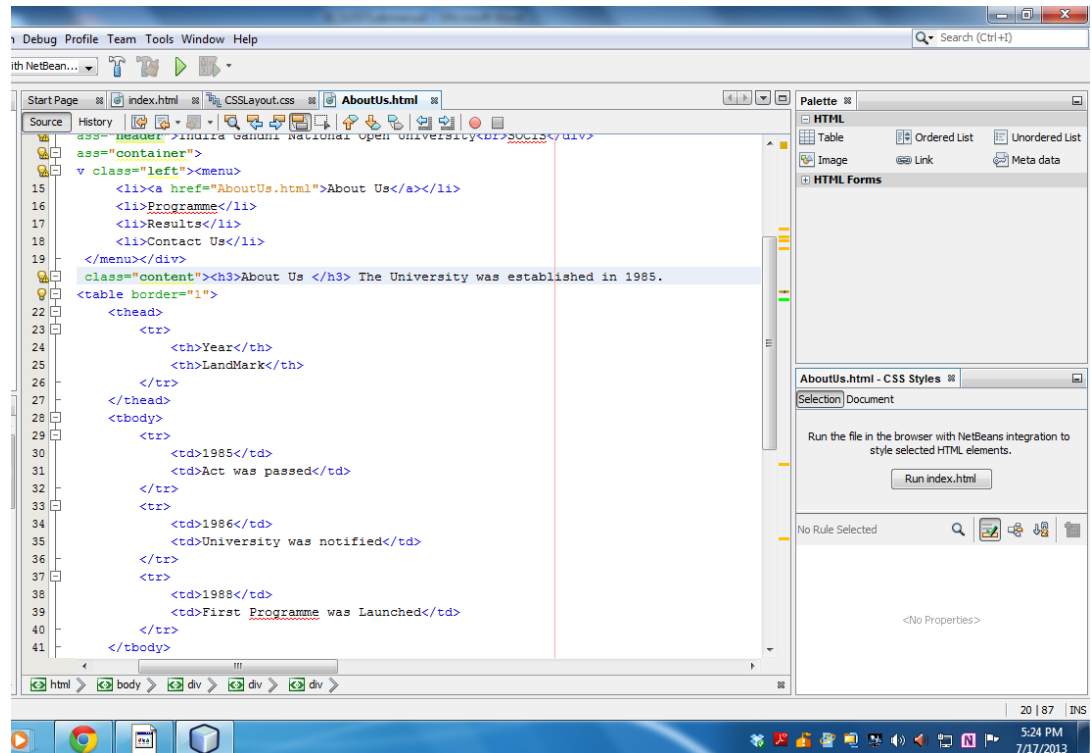 Debug Profile Team Tools Window Help
Search (Ctrl+I)
ith NetBean...
Start Page index.html CSSLayout.css AboutUs.html
Source History
ass="header">Indira Gandhi National Open University<br>SOCIS</div>
ass="container">
v class="left"><menu>
15 <li><a href="AboutUs.html">About Us</a></li>
16 <li>Programme</li>
17 <li>Results</li>
18 <li>Contact Us</li>
19 </menu></div>
class="content"><h3>About Us </h3> The University was established in 1985.
<table border="1">
22 <thead>
23 <tr>
24 <th>Year</th>
25 <th>LandMark</th>
26 </tr>
27 </thead>
28 <tbody>
29 <tr>
30 <td>1985</td>
31 <td>Act was passed</td>
32 </tr>
33 <tr>
34 <td>1986</td>
35 <td>University was notified</td>
36 </tr>
37 <tr>
38 <td>1988</td>
39 <td>First Programme was Launched</td>
40 </tr>
41 </tbody>
html body div div div
Palette
HTML
Table Ordered List Unordered List
Image Link Meta data
HTML Forms
AboutUs.html - CSS Styles
Selection Document
Run the file in the browser with NetBeans integration to
style selected HTML elements.
Run index.html
No Rule Selected
<No Properties>
20 | 87 INS
5:24 PM
7/17/2013